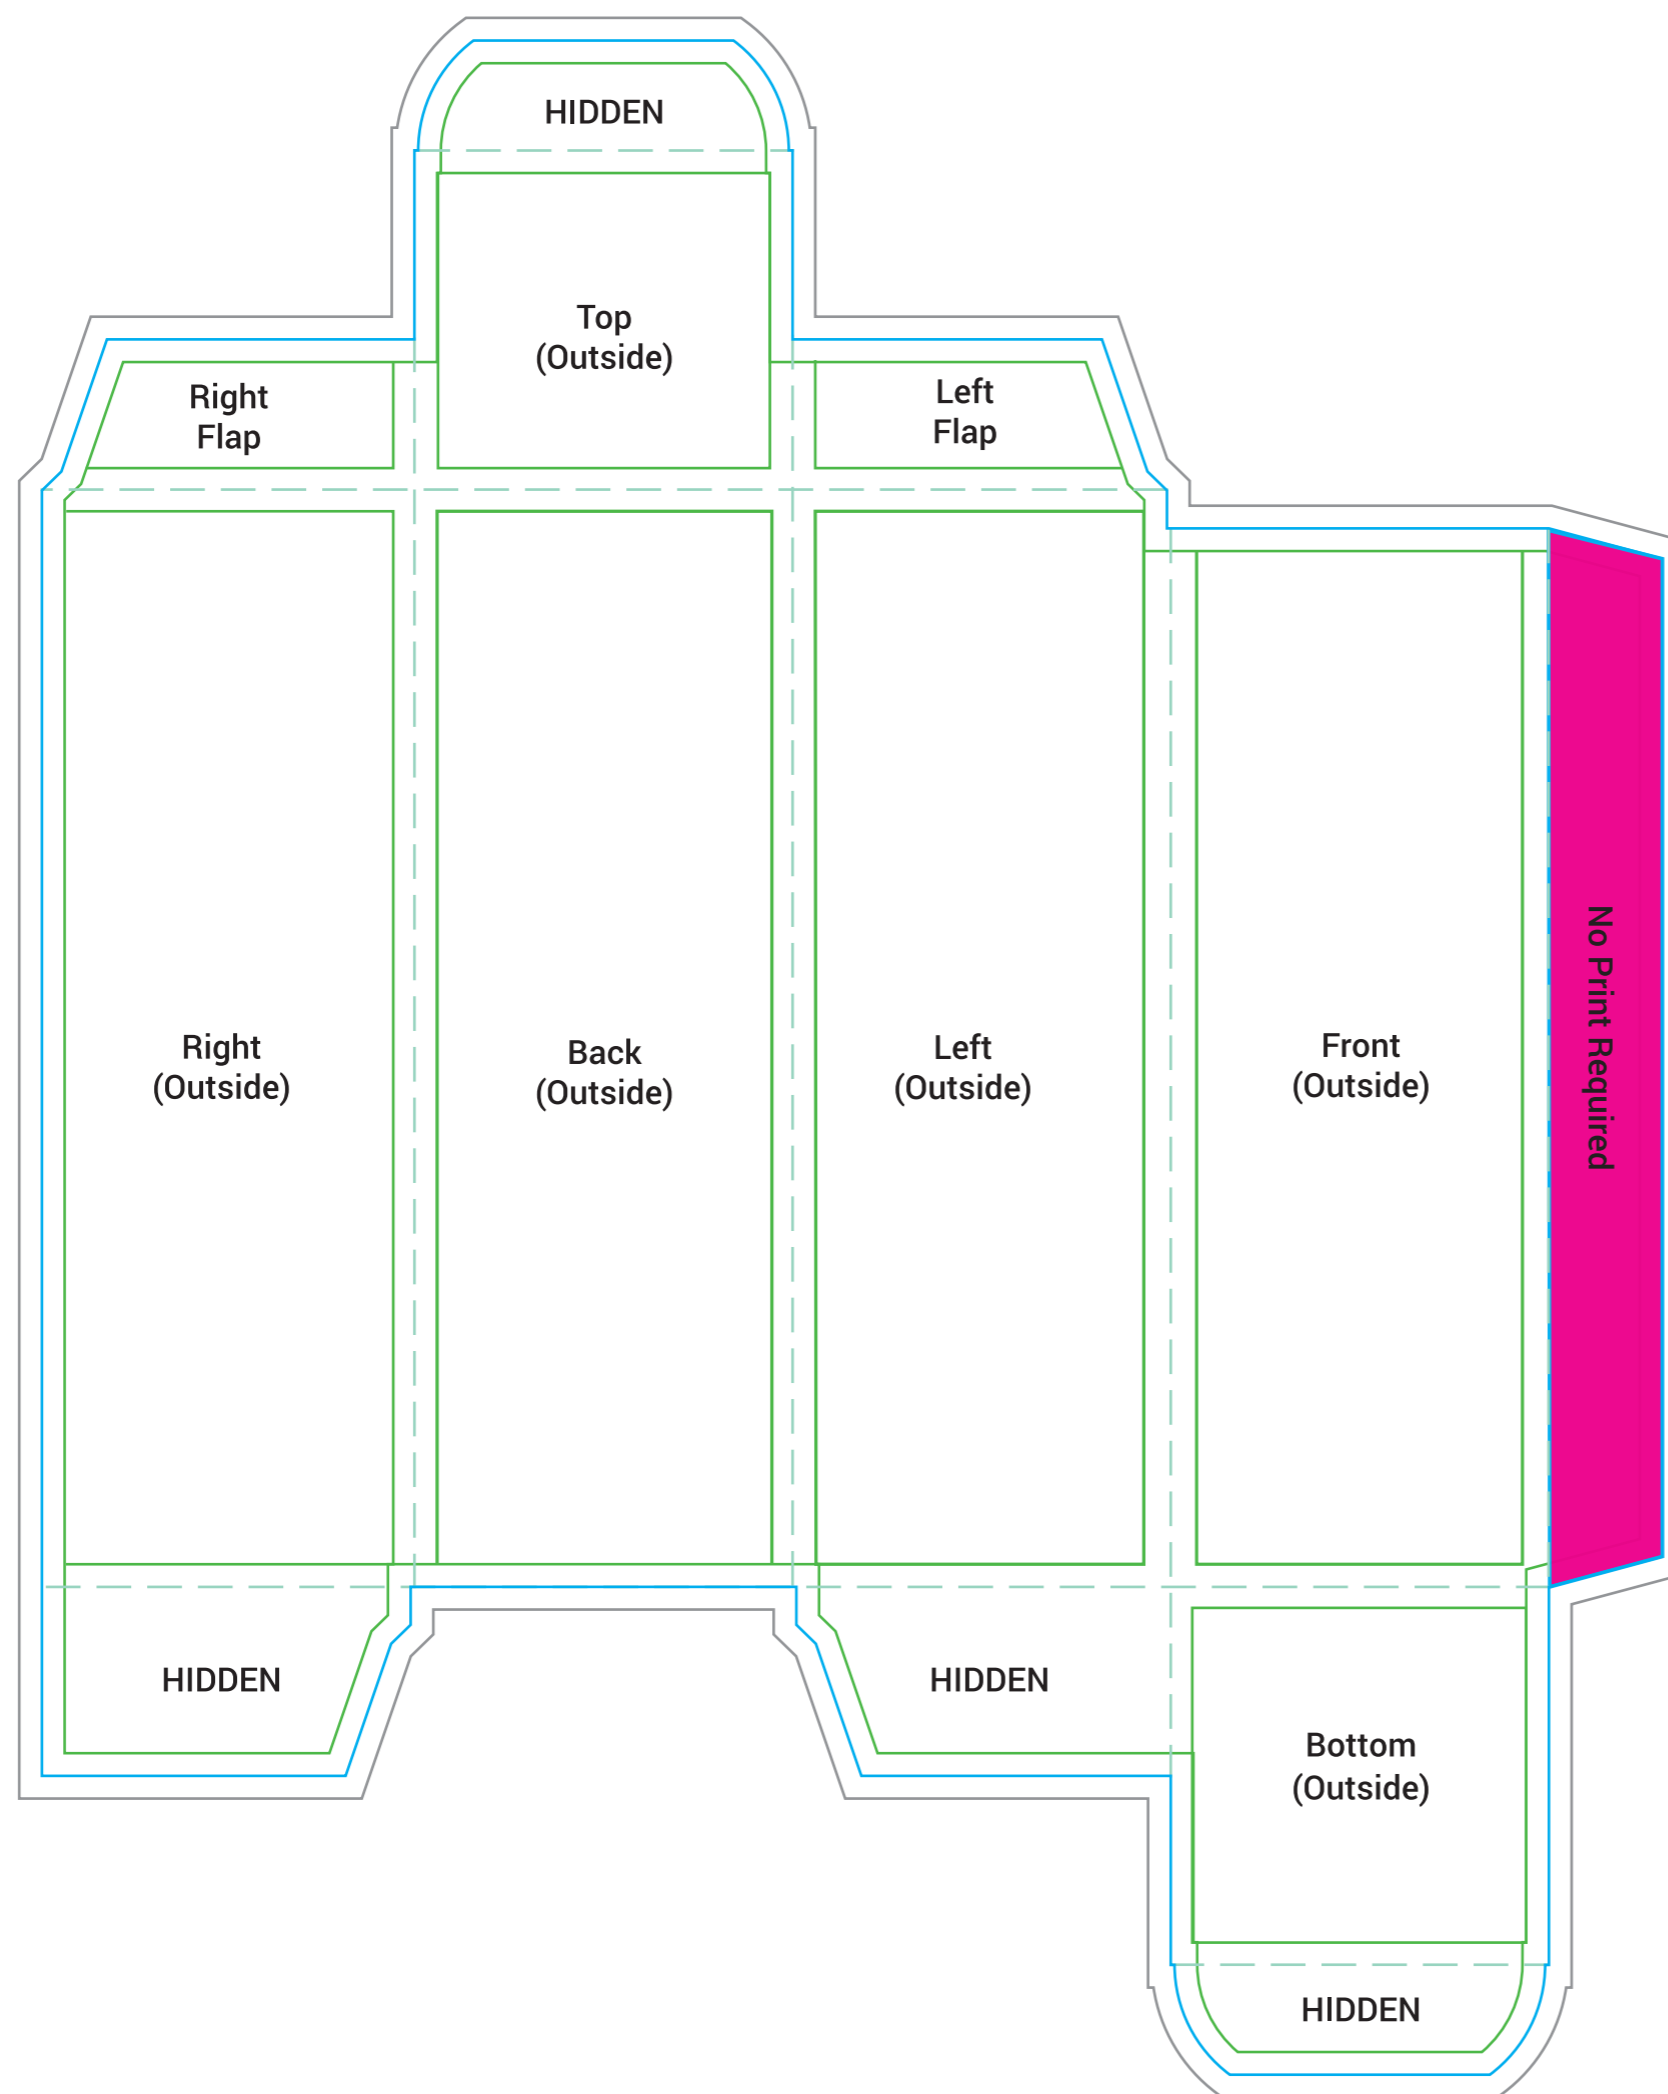 HIDDEN
Top
(Outside)
Right
Flap
Left
Flap
Right
(Outside)
Back
(Outside)
Left
(Outside)
Front
(Outside)
No Print Required
HIDDEN
HIDDEN
Bottom
(Outside)
HIDDEN